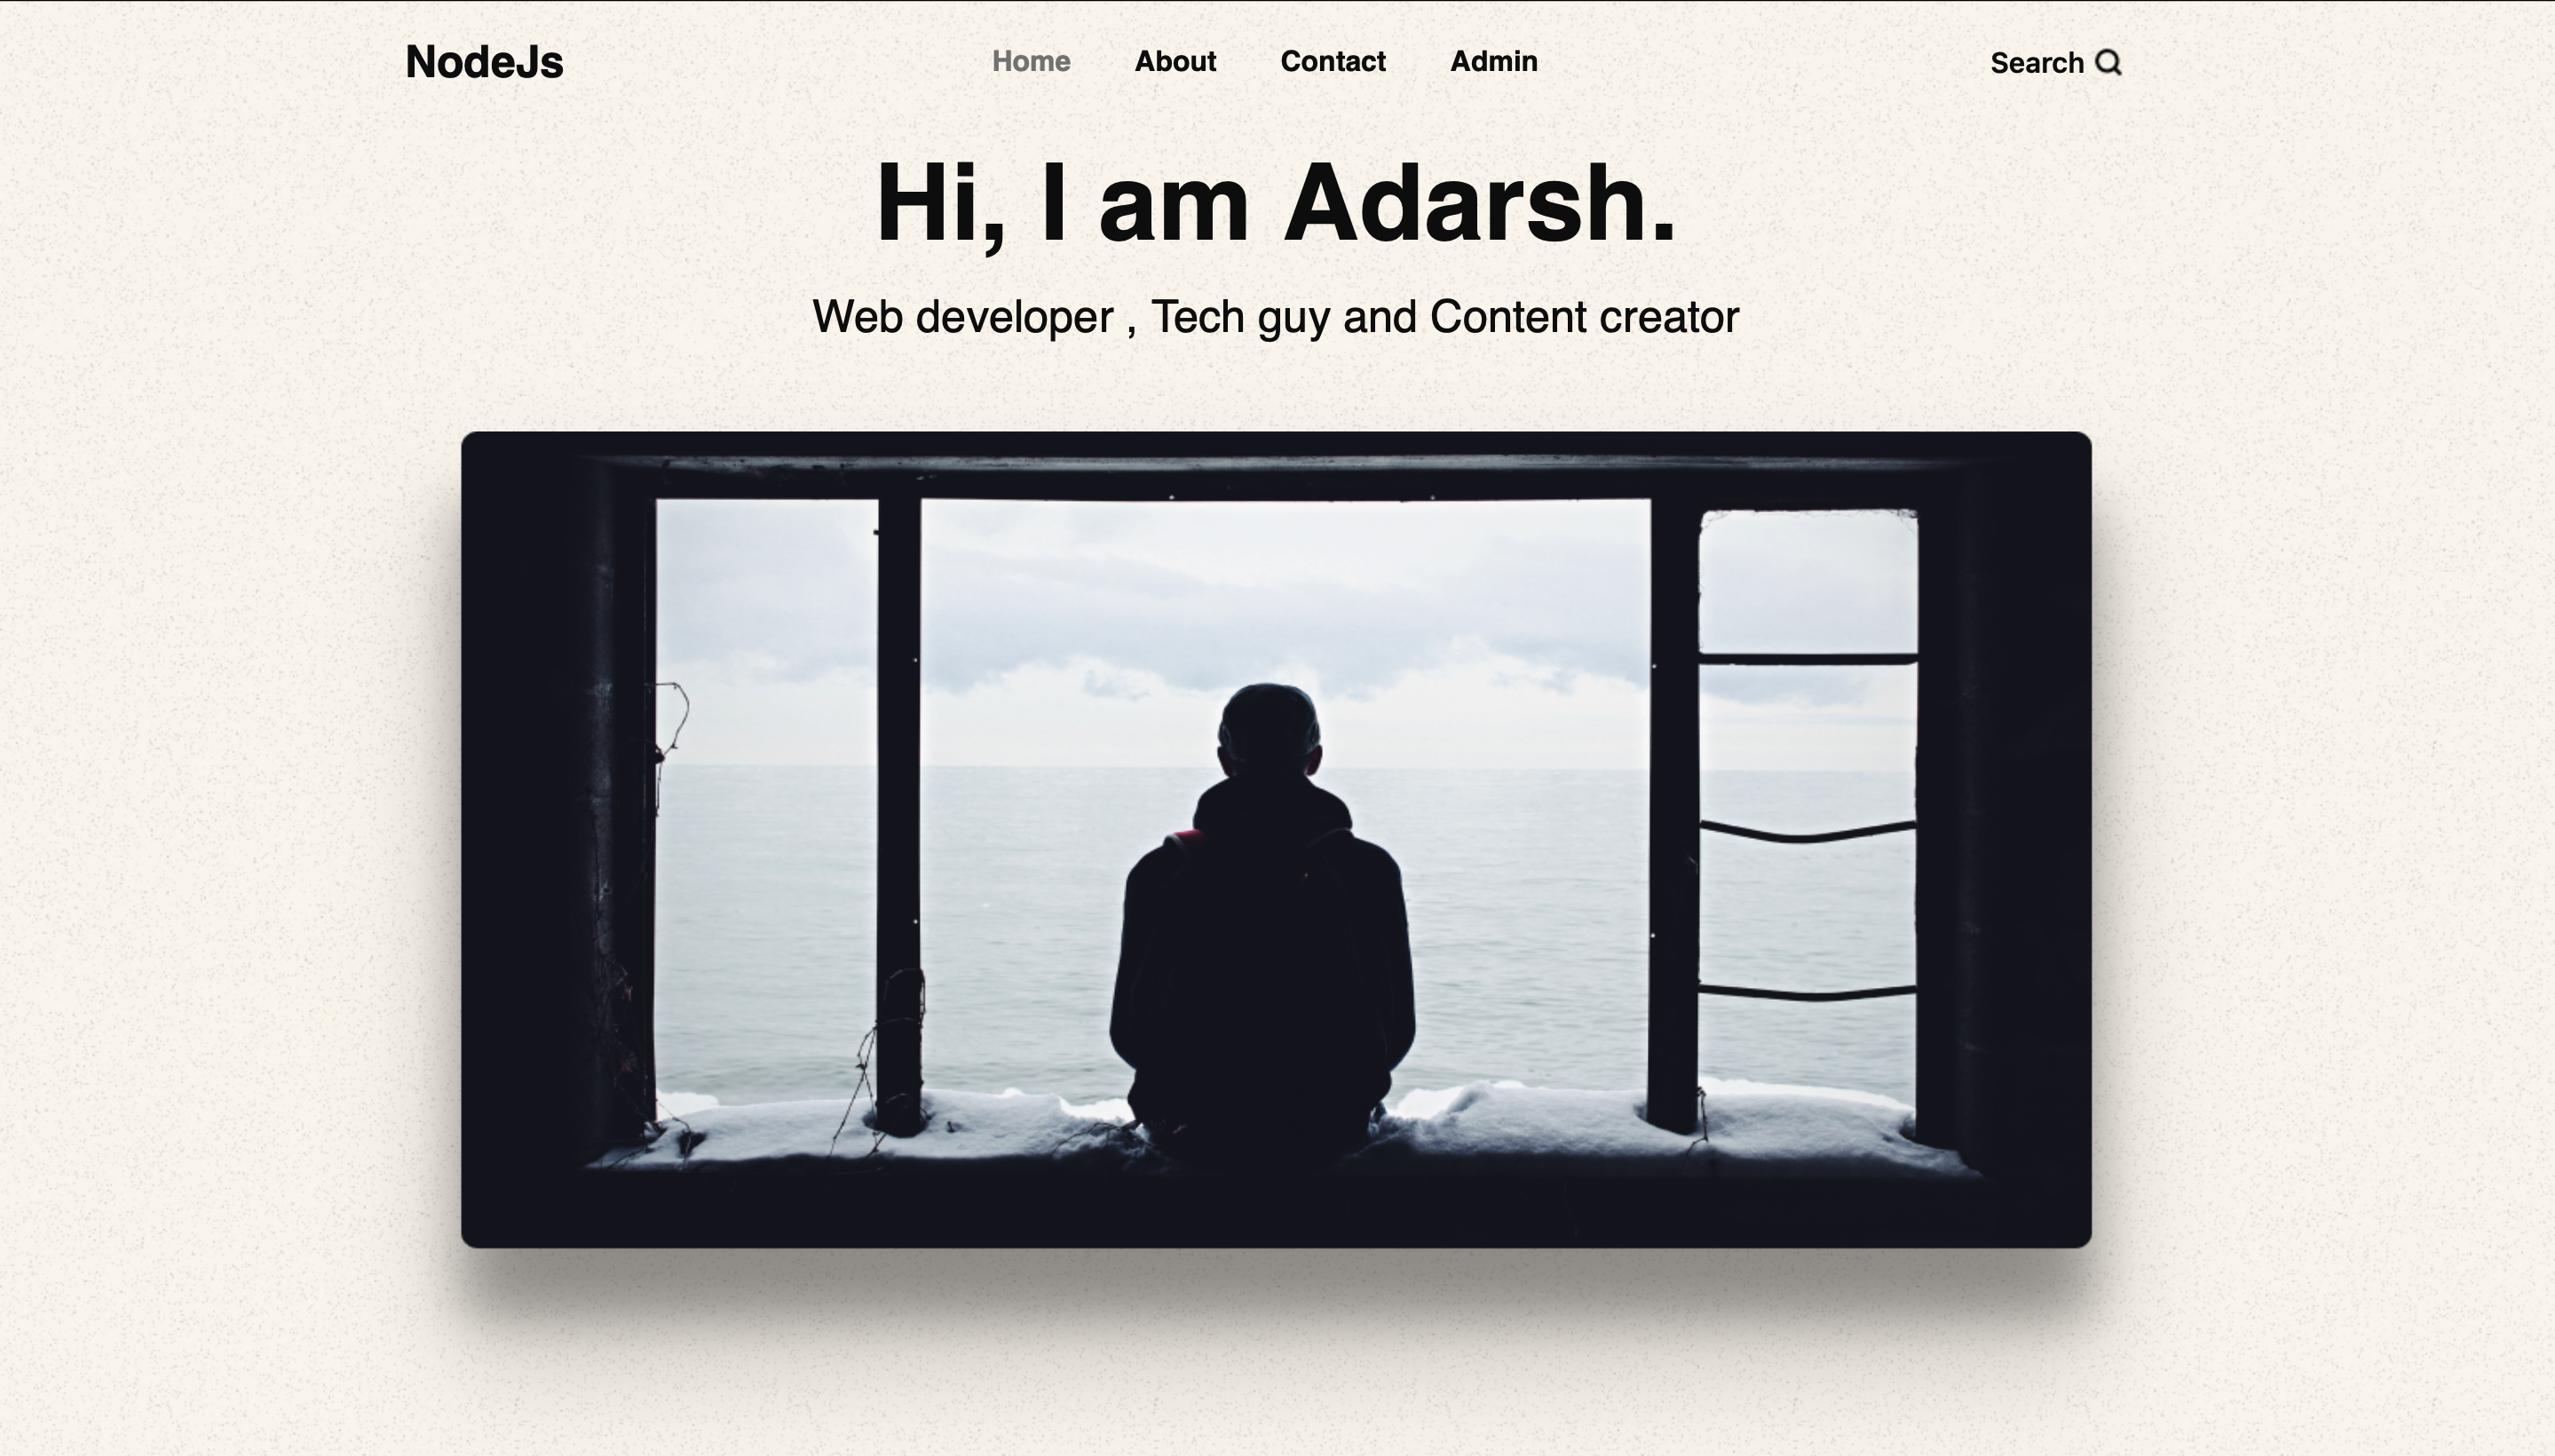 NodeJs
Home About Contact Admin
Search
Hi, I am Adarsh.
Web developer , Tech guy and Content creator